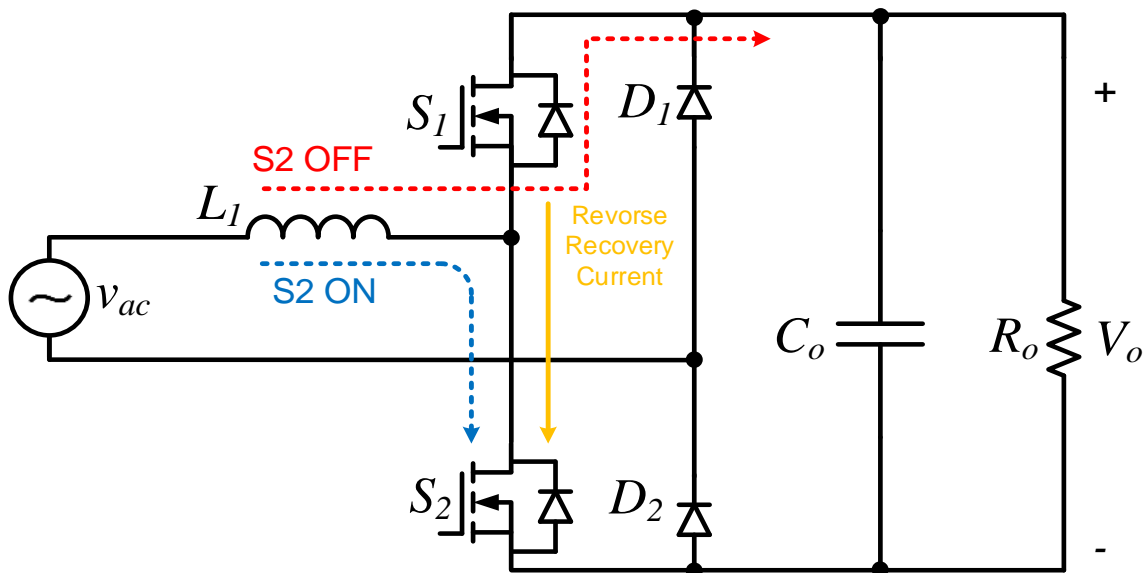 S1
D1
+
S2 OFF
L1
Revorse
Recovery
Current
S2 ON
vac
Co
Ro
Vo
S2
D2
-